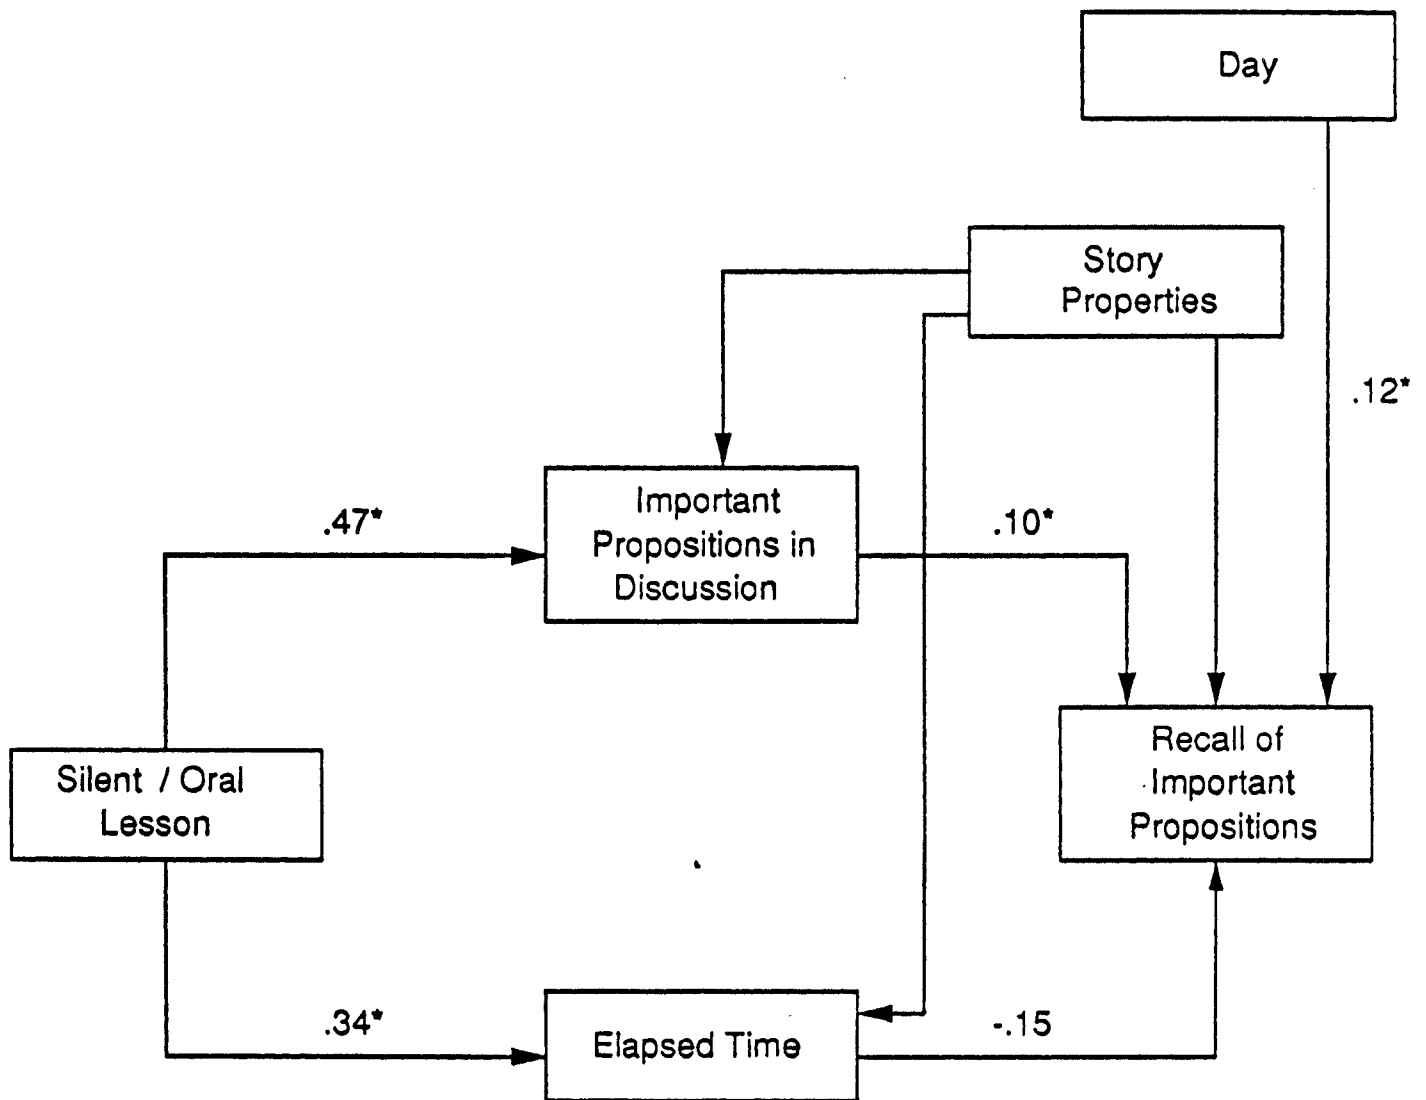 Day
Story
Properties
.12*
Important
Propositions in
Discussion
.47*
.10*
Silent / Oral
Lesson
Recall of
Important
Propositions
.34*
Elapsed Time
-.15